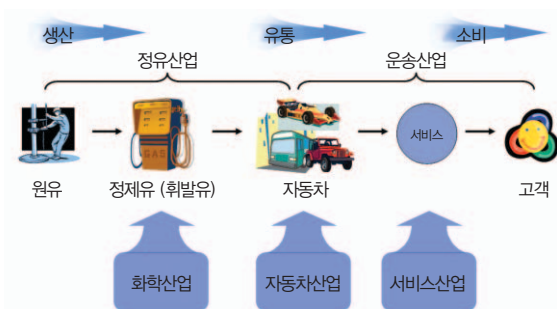 생산 유통 소비
정유산업 운송산업
GAS
서비스
원유 정제유 (휘발유) 자동차 고객
화학산업 자동차산업 서비스산업